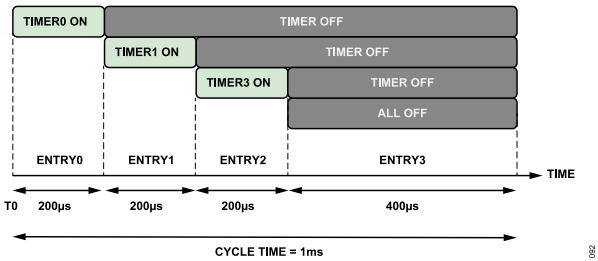 TIMER0 ON TIMER OFF
TIMER1 ON TIMER OFF
TIMER3 ON TIMER OFF
ALL OFF
ENTRY0 ENTRY1 ENTRY2 ENTRY3
TIME
T0 200µs 200µs 200µs 400µs
CYCLE TIME = 1ms
092